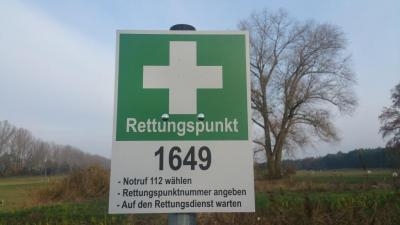 Rettungspunkt
1649
- Notruf 112 wählen
- Rettungspunktnummer angeben
- Auf den Rettungsdienst warten